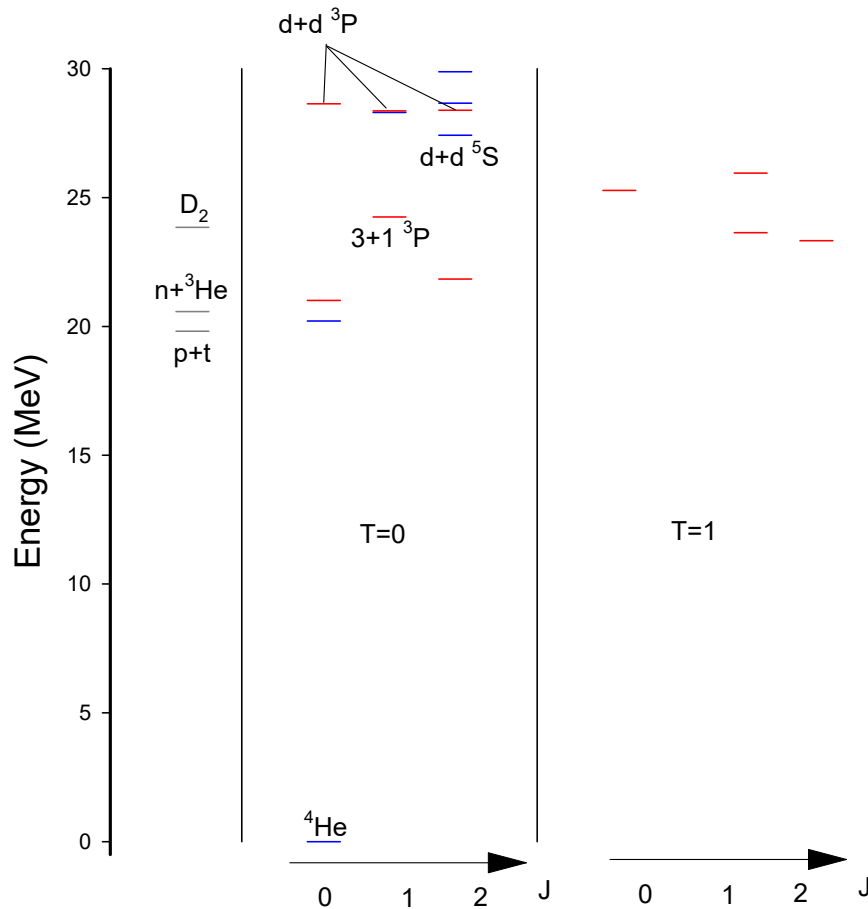 d+d ³P
30
d+d ⁵S
25
D₂
3+1 ³P
n+³He
20
p+t
Energy (MeV)
15
T=0
T=1
10
5
⁴He
0
0
1
2
J
0
1
2
J